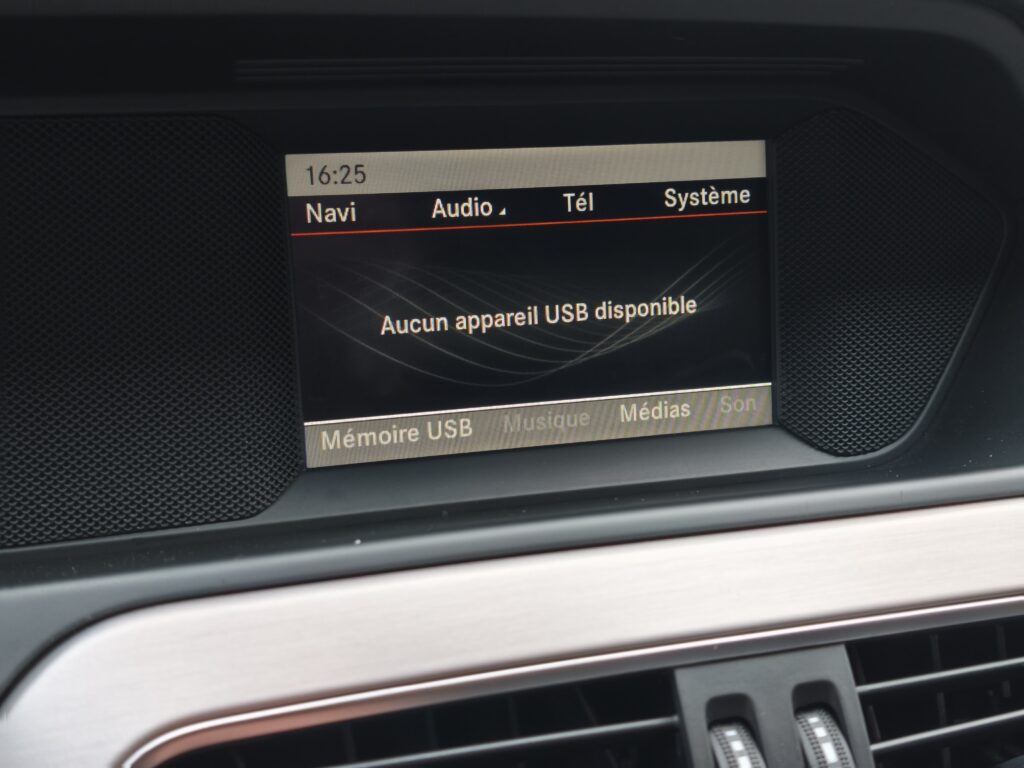 16:25
Navi Audio Tél Système
Aucun appareil USB disponible
Mémoire USB Musique Médias Son